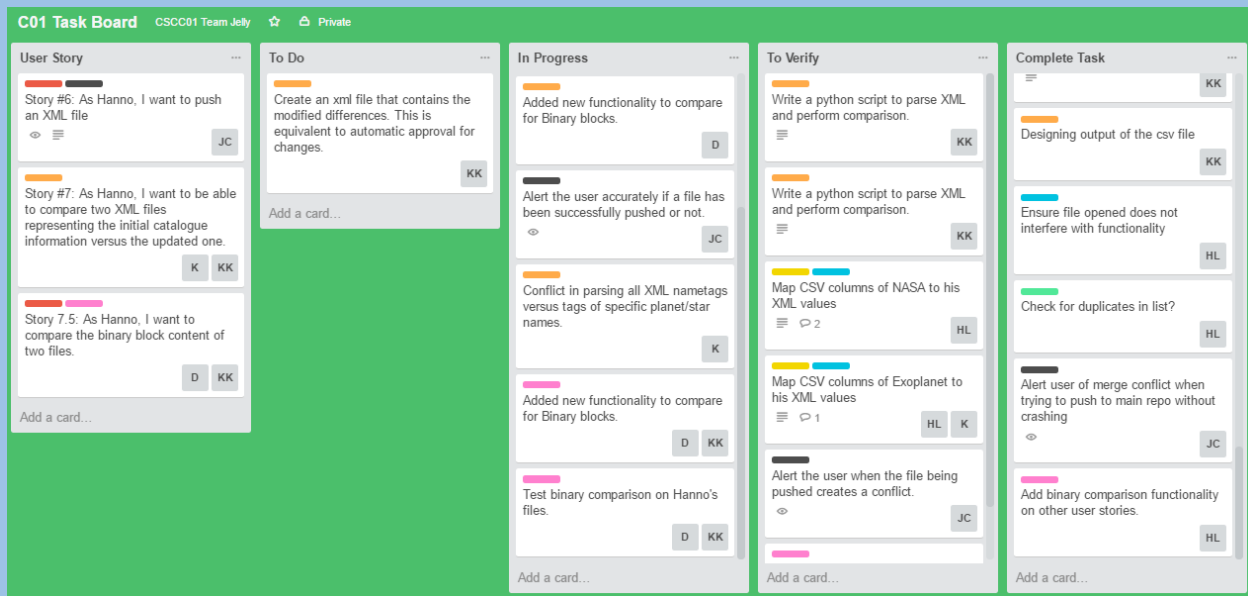 C01 Task Board CSCC01 Team Jelly Private
User Story
Story #6: As Hanno, I want to push
an XML file
JC
Story #7: As Hanno, I want to be able
to compare two XML files
representing the initial catalogue
information versus the updated one.
K KK
Story 7.5: As Hanno, I want to
compare the binary block content of
two files.
D KK
Add a card...
To Do
Create an xml file that contains the
modified differences. This is
equivalent to automatic approval for
changes.
KK
Add a card...
In Progress
Added new functionality to compare
for Binary blocks.
D
Alert the user accurately if a file has
been successfully pushed or not.
JC
Conflict in parsing all XML nametags
versus tags of specific planet/star
names.
K
Added new functionality to compare
for Binary blocks.
D KK
Test binary comparison on Hanno's
files.
D KK
Add a card...
To Verify
Write a python script to parse XML
and perform comparison.
KK
Write a python script to parse XML
and perform comparison.
KK
Map CSV columns of NASA to his
XML values
2
HL
Map CSV columns of Exoplanet to
his XML values
1
HL K
Alert the user when the file being
pushed creates a conflict.
JC
Add a card...
Complete Task
KK
Designing output of the csv file
KK
Ensure file opened does not
interfere with functionality
HL
Check for duplicates in list?
HL
Alert user of merge conflict when
trying to push to main repo without
crashing
JC
Add binary comparison functionality
on other user stories.
HL
Add a card...